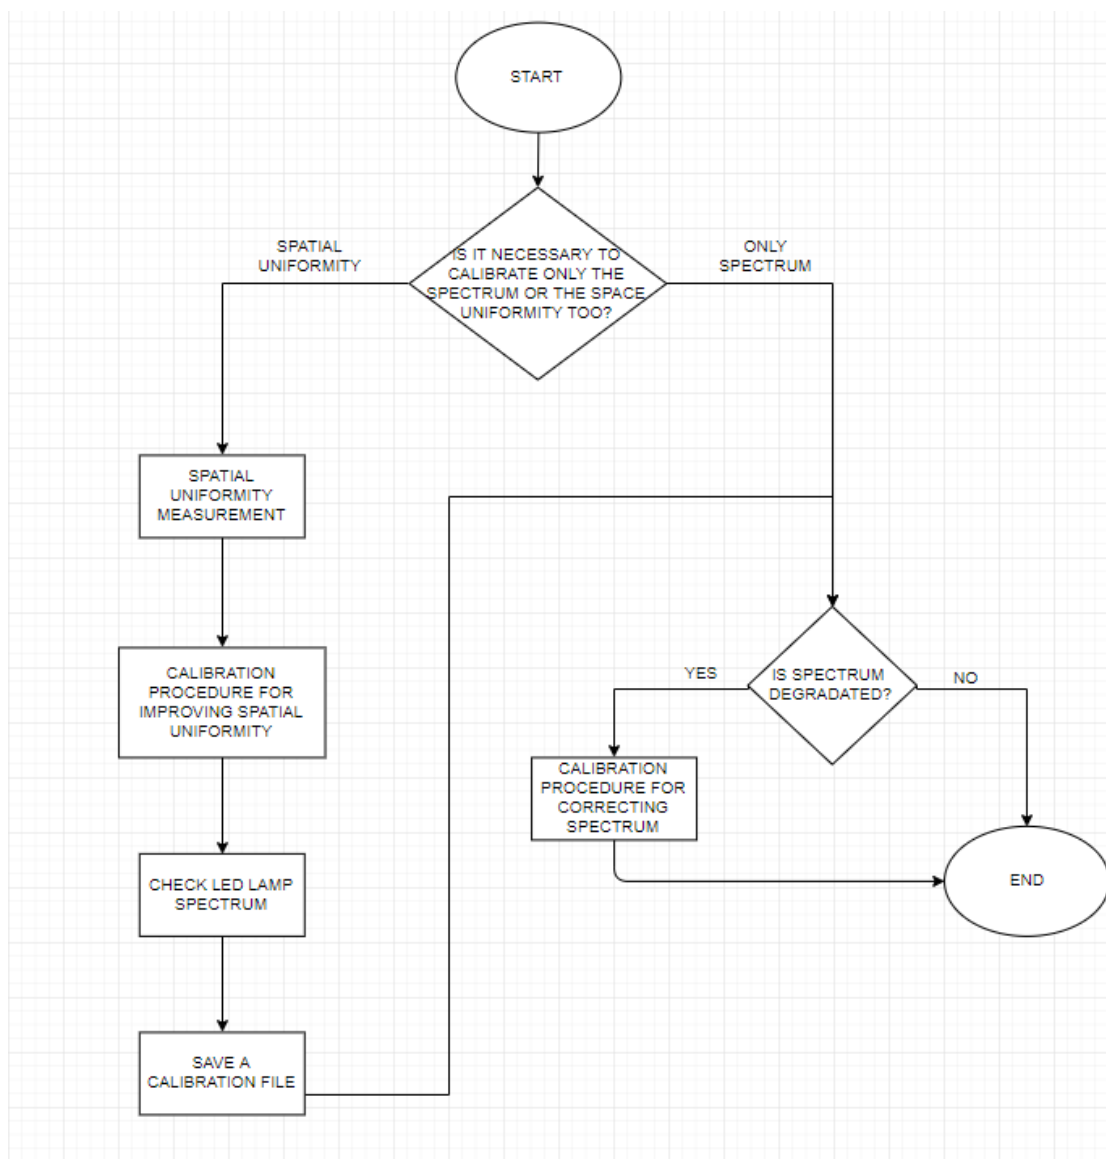 START
SPATIAL
UNIFORMITY
IS IT NECESSARY TO
CALIBRATE ONLY THE
SPECTRUM OR THE SPACE
UNIFORMITY TOO?
ONLY
SPECTRUM
SPATIAL
UNIFORMITY
MEASUREMENT
CALIBRATION
PROCEDURE FOR
IMPROVING SPATIAL
UNIFORMITY
CHECK LED LAMP
SPECTRUM
SAVE A
CALIBRATION FILE
YES
IS SPECTRUM
DEGRADATED?
NO
CALIBRATION
PROCEDURE FOR
CORRECTING
SPECTRUM
END